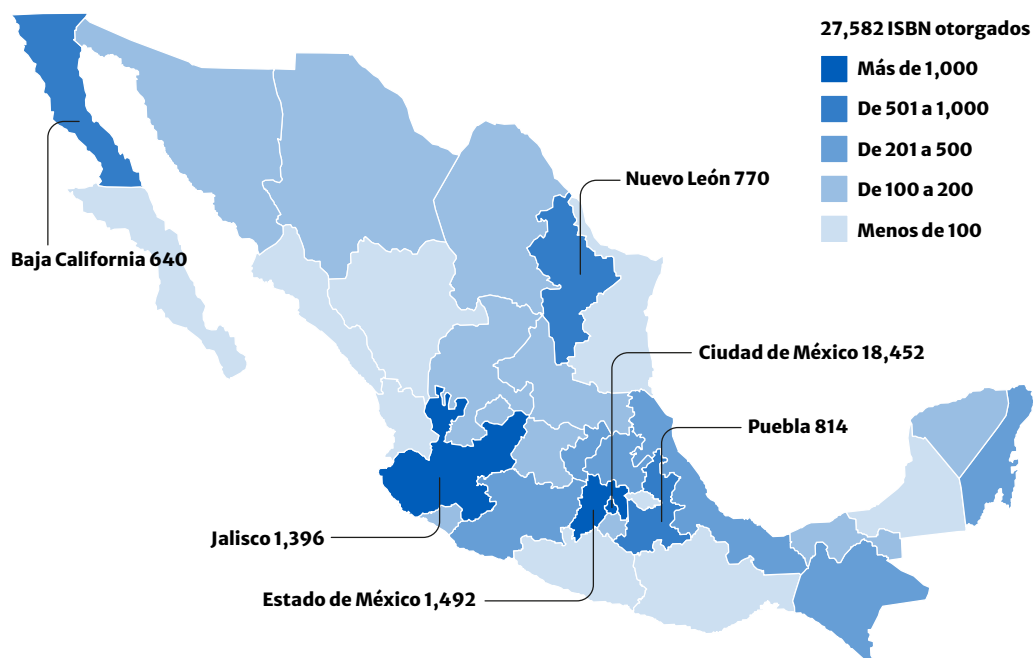 27,582 ISBN otorgados
Más de 1,000
De 501 a 1,000
De 201 a 500
De 100 a 200
Menos de 100
Nuevo León 770
Baja California 640
Ciudad de México 18,452
Puebla 814
Jalisco 1,396
Estado de México 1,492